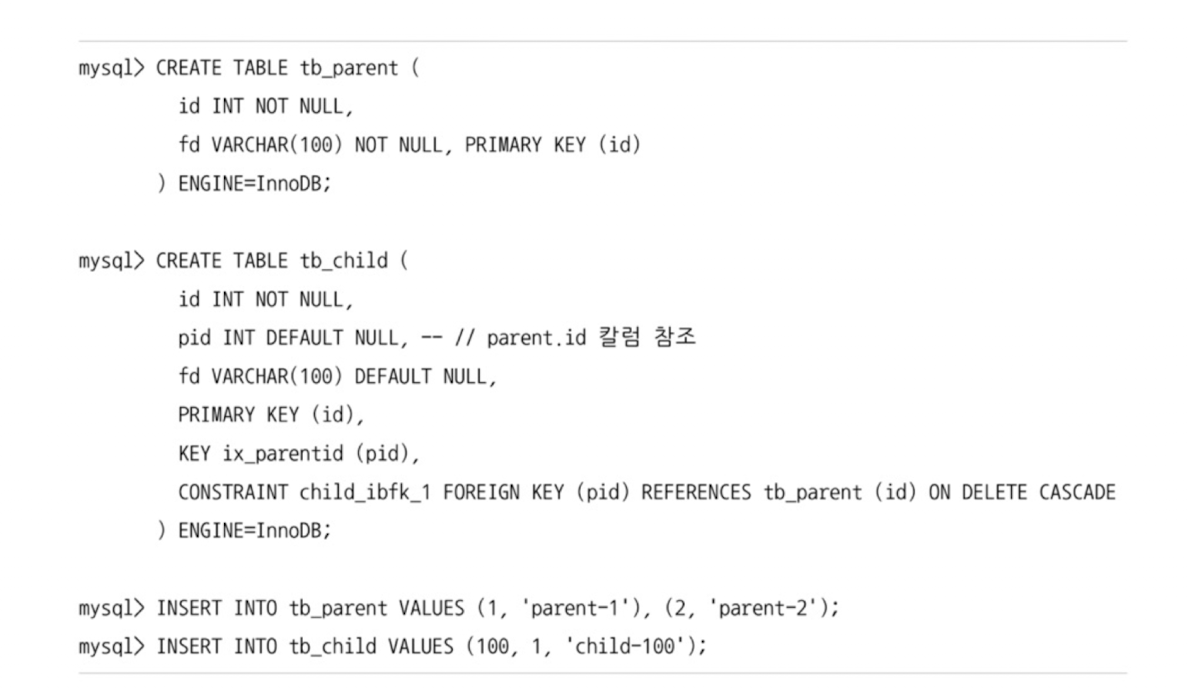 mysql> CREATE TABLE tb_parent (
id INT NOT NULL,
fd VARCHAR(100) NOT NULL, PRIMARY KEY (id)
) ENGINE=InnoDB;
mysql> CREATE TABLE tb_child (
id INT NOT NULL,
pid INT DEFAULT NULL, -- // parent.id 칼럼 참조
fd VARCHAR(100) DEFAULT NULL,
PRIMARY KEY (id),
KEY ix_parentid (pid),
CONSTRAINT child_ibfk_1 FOREIGN KEY (pid) REFERENCES tb_parent (id) ON DELETE CASCADE
) ENGINE=InnoDB;
mysql> INSERT INTO tb_parent VALUES (1, 'parent-1'), (2, 'parent-2');
mysql> INSERT INTO tb_child VALUES (100, 1, 'child-100');